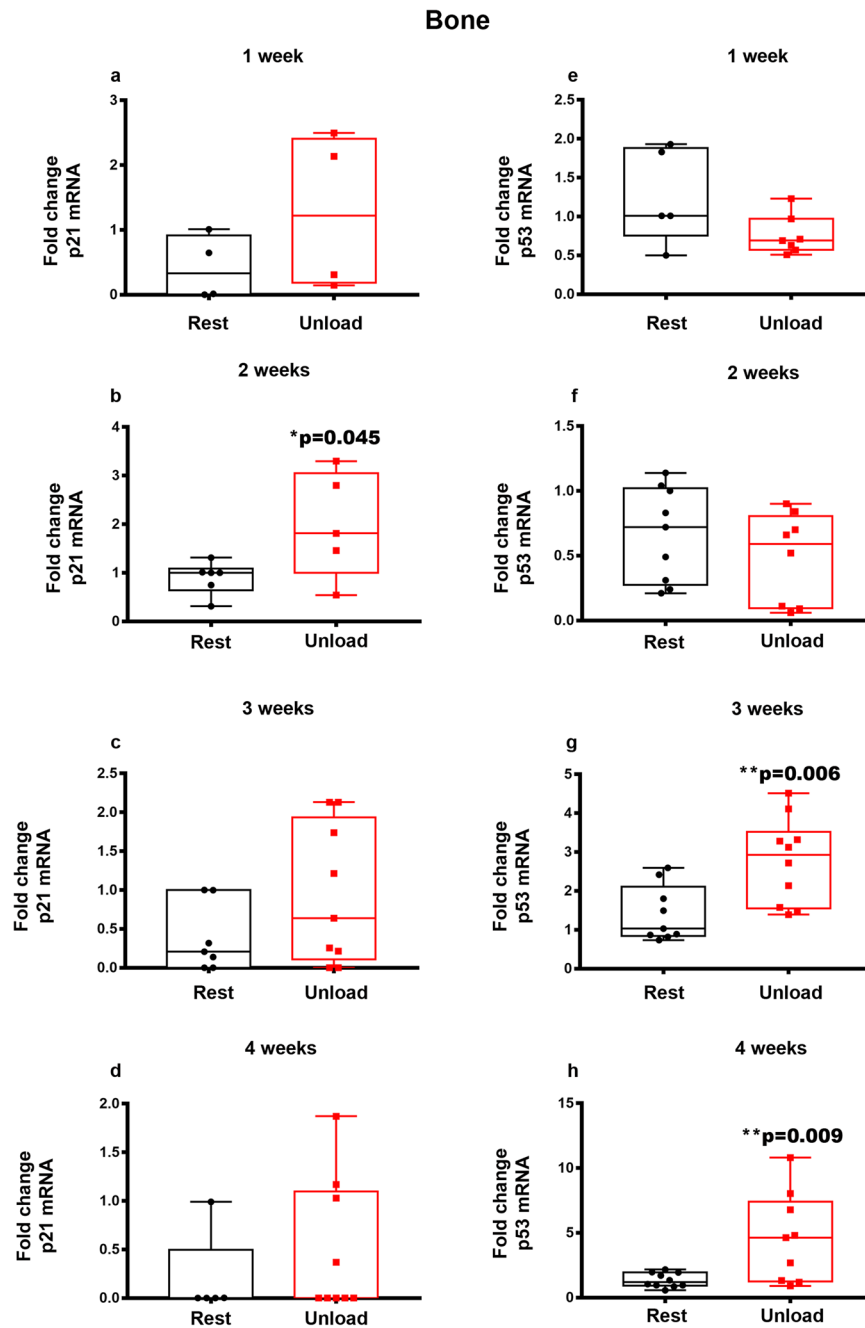 Bone
1 week
a
Fold change
p21 mRNA
3
2
1
0
Rest Unload
1 week
e
Fold change
p53 mRNA
2.5
2.0
1.5
1.0
0.5
0.0
Rest Unload
2 weeks
b
Fold change
p21 mRNA
4
3
2
1
0
*p=0.045
Rest Unload
2 weeks
f
Fold change
p53 mRNA
1.5
1.0
0.5
0.0
Rest Unload
3 weeks
c
Fold change
p21 mRNA
2.5
2.0
1.5
1.0
0.5
0.0
Rest Unload
3 weeks
g
Fold change
p53 mRNA
5
4
3
2
1
0
**p=0.006
Rest Unload
4 weeks
d
Fold change
p21 mRNA
2.0
1.5
1.0
0.5
0.0
Rest Unload
4 weeks
h
Fold change
p53 mRNA
15
10
5
0
**p=0.009
Rest Unload